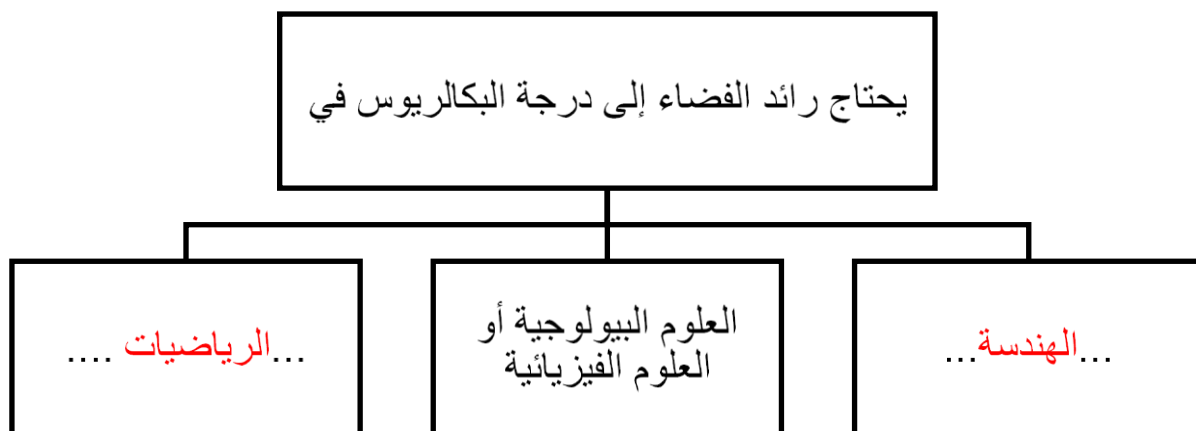 يحتاج رائد الفضاء إلى درجة البكالريوس في
...الهندسة...
العلوم البيولوجية أو
العلوم الفيزيائية
...الرياضيات ....